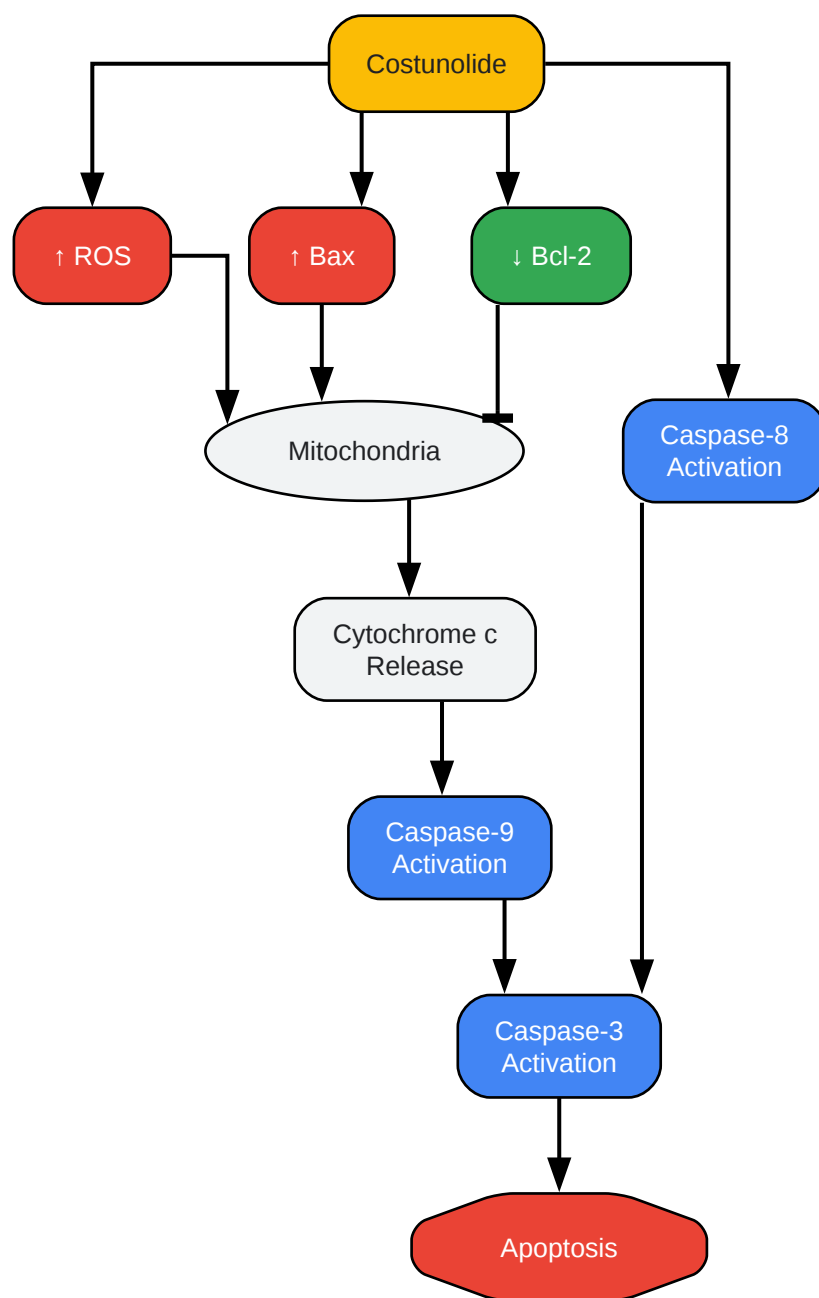 Costunolide
↑ ROS
↑ Bax
↓ Bcl-2
Mitochondria
Caspase-8
Activation
Cytochrome c
Release
Caspase-9
Activation
Caspase-3
Activation
Apoptosis